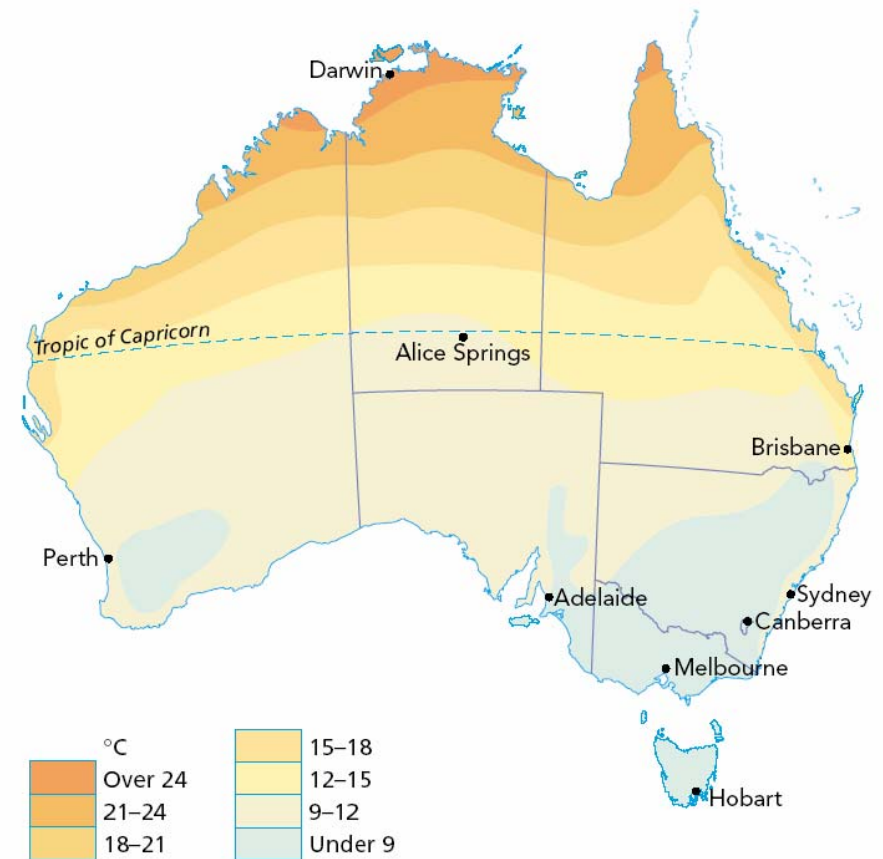 Darwin
Tropic of Capricorn
Alice Springs
Brisbane
Perth
Adelaide
Sydney
Canberra
Melbourne
Hobart
°C
Over 24
21–24
18–21
15–18
12–15
9–12
Under 9